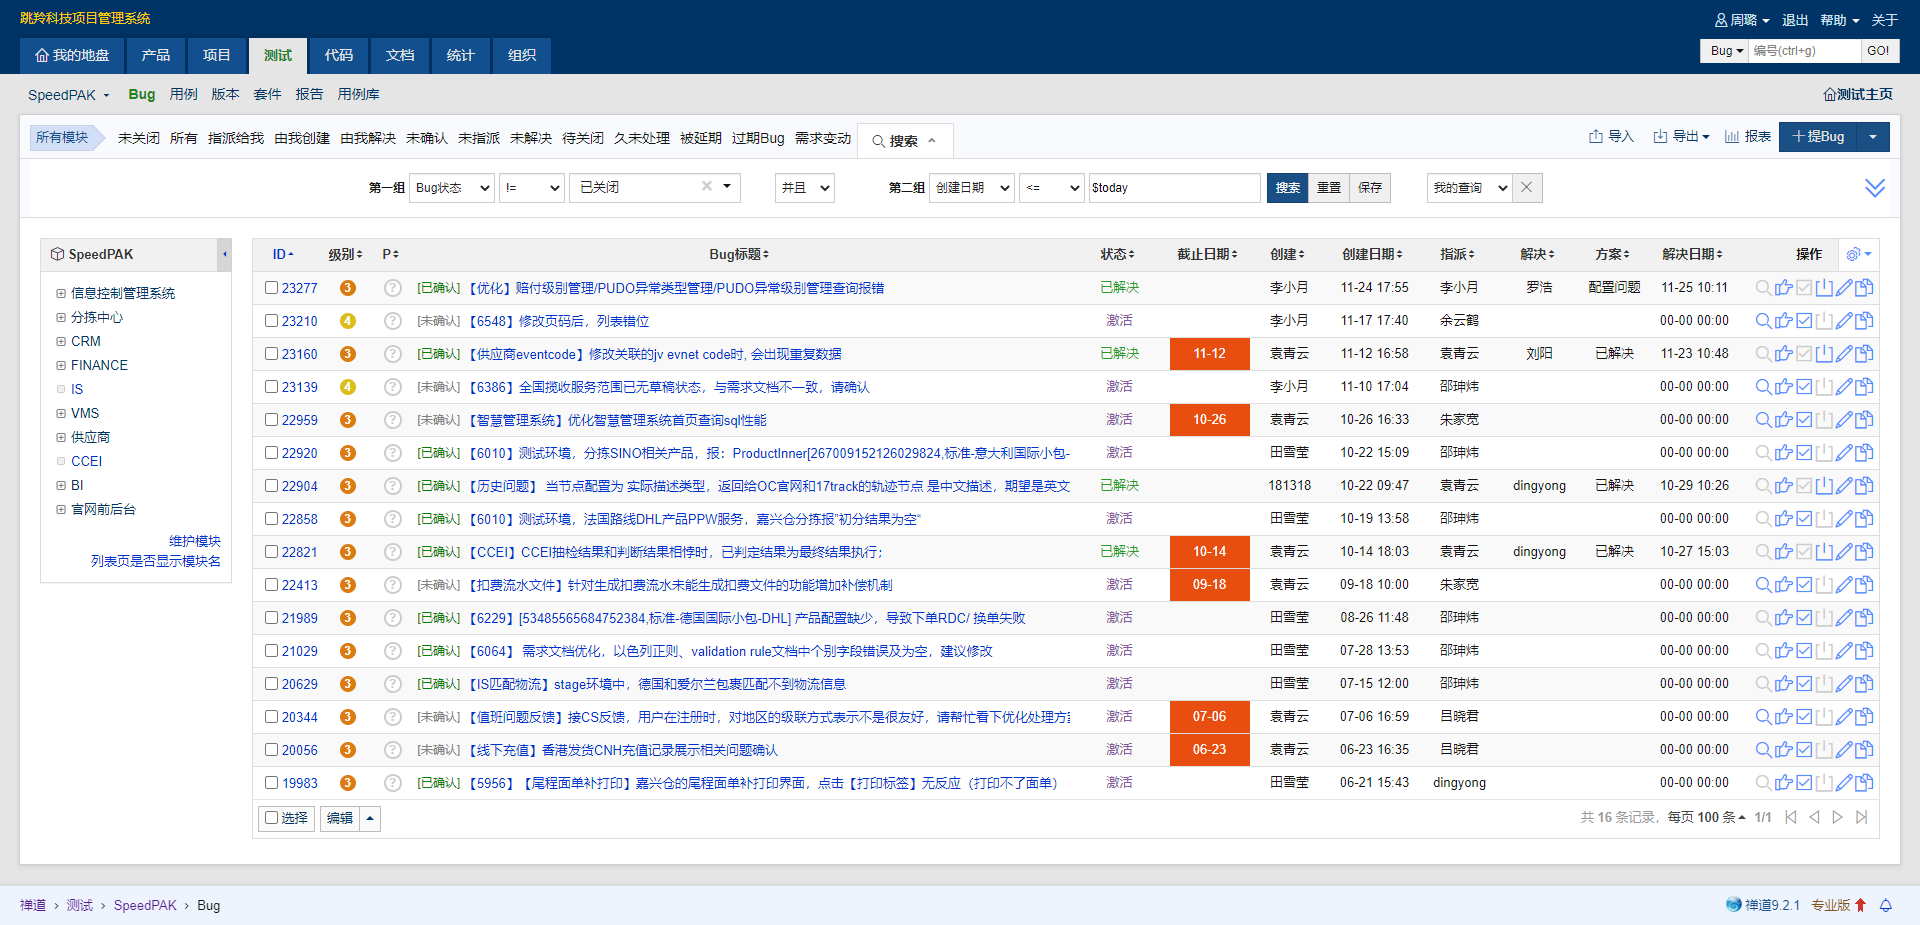 跳羚科技项目管理系统
周璐 退出 帮助 关于
我的地盘 产品 项目 测试 代码 文档 统计 组织
Bug 编号(ctrl+g) GO!
SpeedPAK Bug 用例 版本 套件 报告 用例库
测试主页
所有模块 未关闭 所有 指派给我 由我创建 由我解决 未确认 未指派 未解决 待关闭 久未处理 被延期 过期Bug 需求变动 搜索
导入 导出 报表 提Bug
第一组 Bug状态 != 已关闭 并且 第二组 创建日期 <= $today 搜索 重置 保存 我的查询
SpeedPAK
信息控制管理系统
分拣中心
CRM
FINANCE
IS
VMS
供应商
CCEI
BI
官网前后台
维护模块
列表页是否显示模块名
ID 级别 P Bug标题 状态 截止日期 创建 创建日期 指派 解决 方案 解决日期 操作
23277 3 ? [已确认] 【优化】赔付级别管理/PUDO异常类型管理/PUDO异常级别管理查询报错 已解决 李小月 11-24 17:55 李小月 罗浩 配置问题 11-25 10:11
23210 4 ? [未确认] 【6548】修改页码后，列表错位 激活 李小月 11-17 17:40 余云鹤 00-00 00:00
23160 3 ? [已确认] 【供应商eventcode】修改关联的jv evnet code时, 会出现重复数据 已解决 11-12 袁青云 11-12 16:58 袁青云 刘阳 已解决 11-23 10:48
23139 4 ? [未确认] 【6386】全国揽收服务范围已无草稿状态，与需求文档不一致，请确认 激活 李小月 11-10 17:04 邵珅炜 00-00 00:00
22959 3 ? [未确认] 【智慧管理系统】优化智慧管理系统首页查询sql性能 激活 10-26 袁青云 10-26 16:33 朱家宽 00-00 00:00
22920 3 ? [已确认] 【6010】测试环境，分拣SINO相关产品，报：ProductInner[267009152126029824,标准-意大利国际小包- 激活 田雪莹 10-22 15:09 邵珅炜 00-00 00:00
22904 3 ? [已确认] 【历史问题】 当节点配置为 实际描述类型，返回给OC官网和17track的轨迹节点 是中文描述，期望是英文 已解决 181318 10-22 09:47 袁青云 dingyong 已解决 10-29 10:26
22858 3 ? [已确认] 【6010】测试环境，法国路线DHL产品PPW服务，嘉兴仓分拣报"初分结果为空" 激活 田雪莹 10-19 13:58 邵珅炜 00-00 00:00
22821 3 ? [已确认] 【CCEI】CCEI抽检结果和判断结果相悖时，已判定结果为最终结果执行； 已解决 10-14 袁青云 10-14 18:03 袁青云 dingyong 已解决 10-27 15:03
22413 3 ? [未确认] 【扣费流水文件】针对生成扣费流水未能生成扣费文件的功能增加补偿机制 激活 09-18 袁青云 09-18 10:00 朱家宽 00-00 00:00
21989 3 ? [已确认] 【6229】[53485565684752384,标准-德国国际小包-DHL] 产品配置缺少，导致下单RDC/ 换单失败 激活 田雪莹 08-26 11:48 邵珅炜 00-00 00:00
21029 3 ? [已确认] 【6064】 需求文档优化，以色列正则、validation rule文档中个别字段错误及为空，建议修改 激活 田雪莹 07-28 13:53 邵珅炜 00-00 00:00
20629 3 ? [已确认] 【IS匹配物流】stage环境中，德国和爱尔兰包裹匹配不到物流信息 激活 田雪莹 07-15 12:00 邵珅炜 00-00 00:00
20344 3 ? [未确认] 【值班问题反馈】接CS反馈，用户在注册时，对地区的级联方式表示不是很友好，请帮忙看下优化处理方 激活 07-06 袁青云 07-06 16:59 吕晓君 00-00 00:00
20056 3 ? [未确认] 【线下充值】香港发货CNH充值记录展示相关问题确认 激活 06-23 袁青云 06-23 16:35 吕晓君 00-00 00:00
19983 3 ? [已确认] 【5956】【尾程面单补打印】嘉兴仓的尾程面单补打印界面，点击【打印标签】无反应（打印不了面单） 激活 田雪莹 06-21 15:43 dingyong 00-00 00:00
选择 编辑 共 16 条记录，每页 100 条 1/1
禅道 › 测试 › SpeedPAK › Bug
禅道9.2.1 专业版